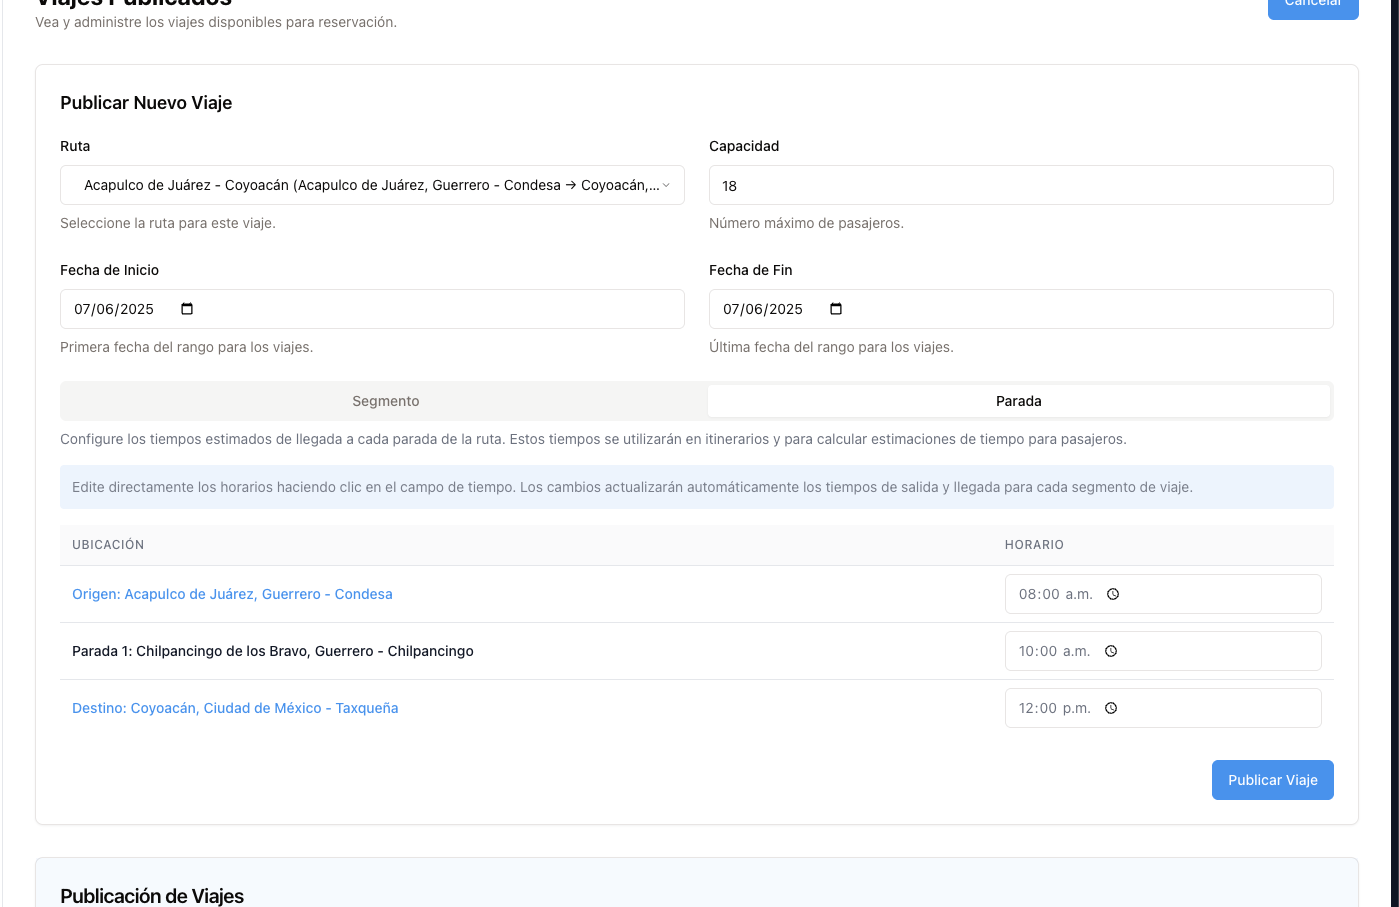 Viajes Publicados
Cancelar
Vea y administre los viajes disponibles para reservación.
Publicar Nuevo Viaje
Ruta
Capacidad
Acapulco de Juárez - Coyoacán (Acapulco de Juárez, Guerrero - Condesa → Coyoacán,...
18
Seleccione la ruta para este viaje.
Número máximo de pasajeros.
Fecha de Inicio
Fecha de Fin
07/06/2025
07/06/2025
Primera fecha del rango para los viajes.
Última fecha del rango para los viajes.
Segmento
Parada
Configure los tiempos estimados de llegada a cada parada de la ruta. Estos tiempos se utilizarán en itinerarios y para calcular estimaciones de tiempo para pasajeros.
Edite directamente los horarios haciendo clic en el campo de tiempo. Los cambios actualizarán automáticamente los tiempos de salida y llegada para cada segmento de viaje.
UBICACIÓN
HORARIO
Origen: Acapulco de Juárez, Guerrero - Condesa
08:00 a.m.
Parada 1: Chilpancingo de los Bravo, Guerrero - Chilpancingo
10:00 a.m.
Destino: Coyoacán, Ciudad de México - Taxqueña
12:00 p.m.
Publicar Viaje
Publicación de Viajes